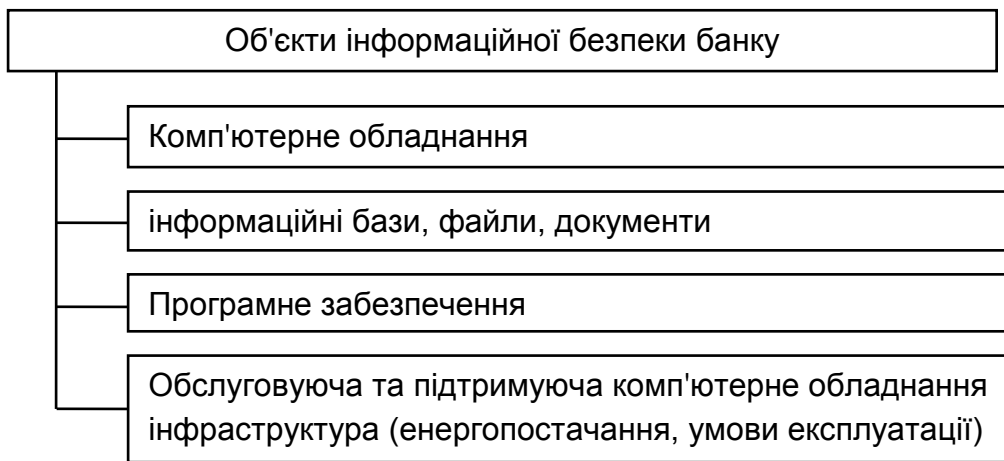 Об'єкти інформаційної безпеки банку
Комп'ютерне обладнання
інформаційні бази, файли, документи
Програмне забезпечення
Обслуговуюча та підтримуюча комп'ютерне обладнання
інфраструктура (енергопостачання, умови експлуатації)